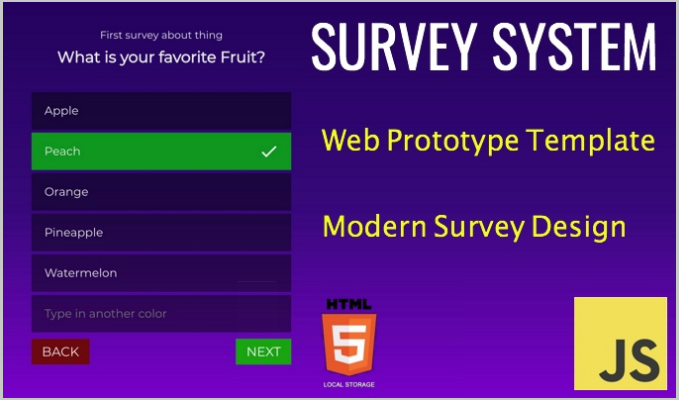 First survey about thing
What is your favorite Fruit?
Apple
Peach
Orange
Pineapple
Watermelon
Type in another color
BACK
NEXT
SURVEY SYSTEM
Web Prototype Template
Modern Survey Design
HTML
5
LOCAL STORAGE
JS